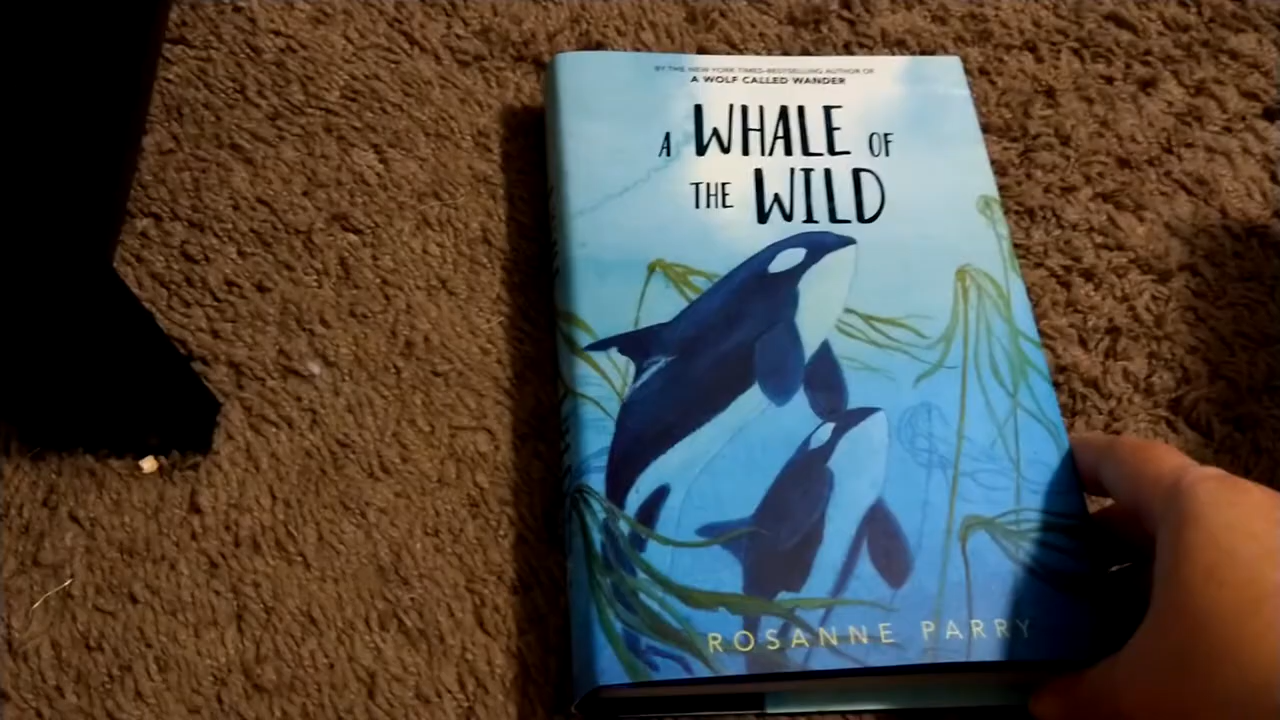 BY THE NEW YORK TIMES-BESTSELLING AUTHOR OF
A WOLF CALLED WANDER
A WHALE OF
THE WILD
ROSANNE PARRY